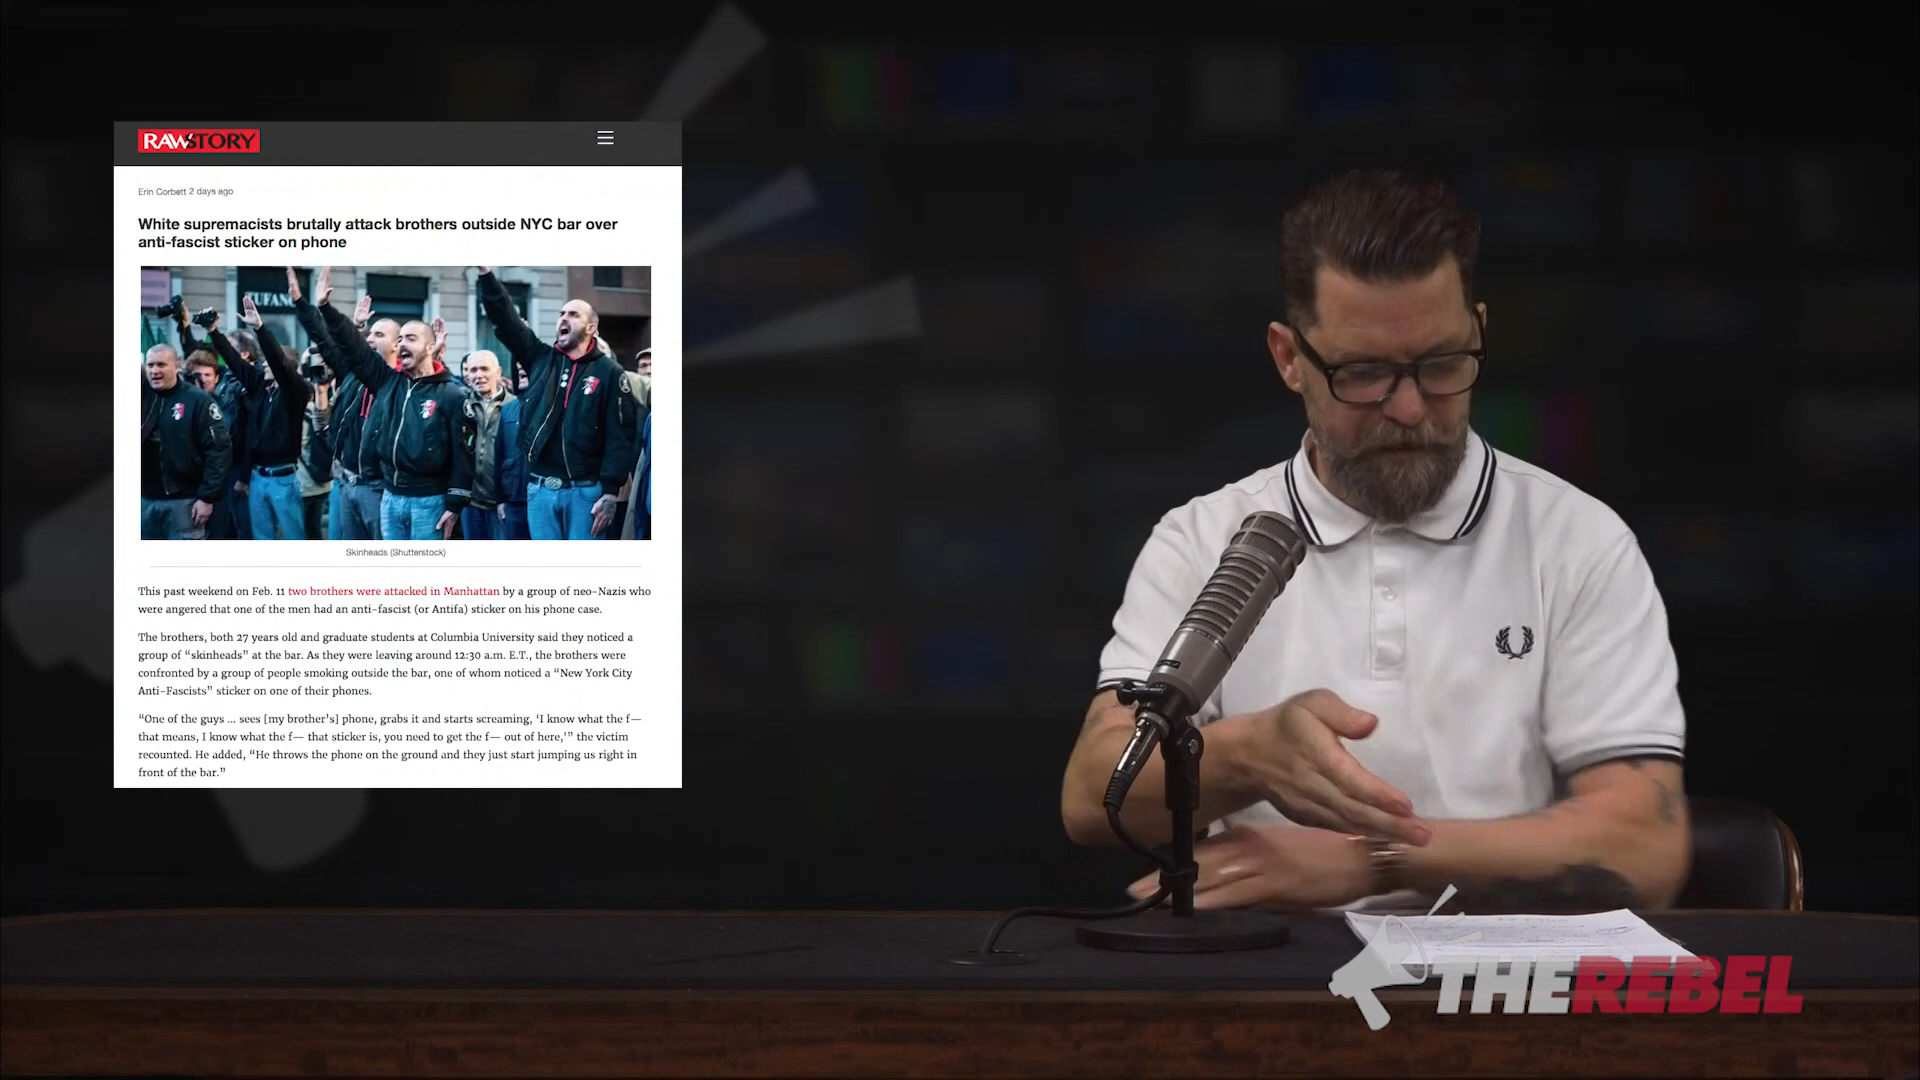 RAWSTORY
Erin Corbett 2 days ago
White supremacists brutally attack brothers outside NYC bar over
anti-fascist sticker on phone
TUFANO
Skinheads (Shutterstock)
This past weekend on Feb. 11 two brothers were attacked in Manhattan by a group of neo-Nazis who
were angered that one of the men had an anti-fascist (or Antifa) sticker on his phone case.
The brothers, both 27 years old and graduate students at Columbia University said they noticed a
group of “skinheads” at the bar. As they were leaving around 12:30 a.m. E.T., the brothers were
confronted by a group of people smoking outside the bar, one of whom noticed a “New York City
Anti-Fascists” sticker on one of their phones.
“One of the guys ... sees [my brother’s] phone, grabs it and starts screaming, ‘I know what the f—
that means, I know what the f— that sticker is, you need to get the f— out of here,’” the victim
recounted. He added, “He throws the phone on the ground and they just start jumping us right in
front of the bar.”
THEREBEL